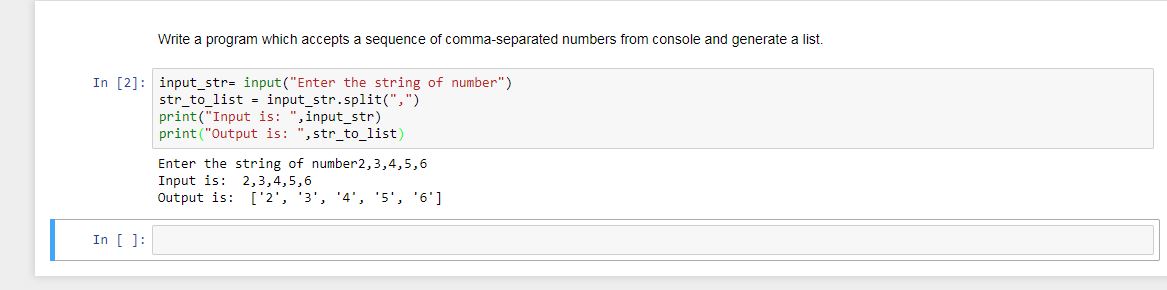 Write a program which accepts a sequence of comma-separated numbers from console and generate a list.
In [2]: input_str= input("Enter the string of number")
str_to_list = input_str.split(",")
print("Input is: ",input_str)
print("Output is: ",str_to_list)
Enter the string of number2,3,4,5,6
Input is:  2,3,4,5,6
Output is:  ['2', '3', '4', '5', '6']
In [ ]: